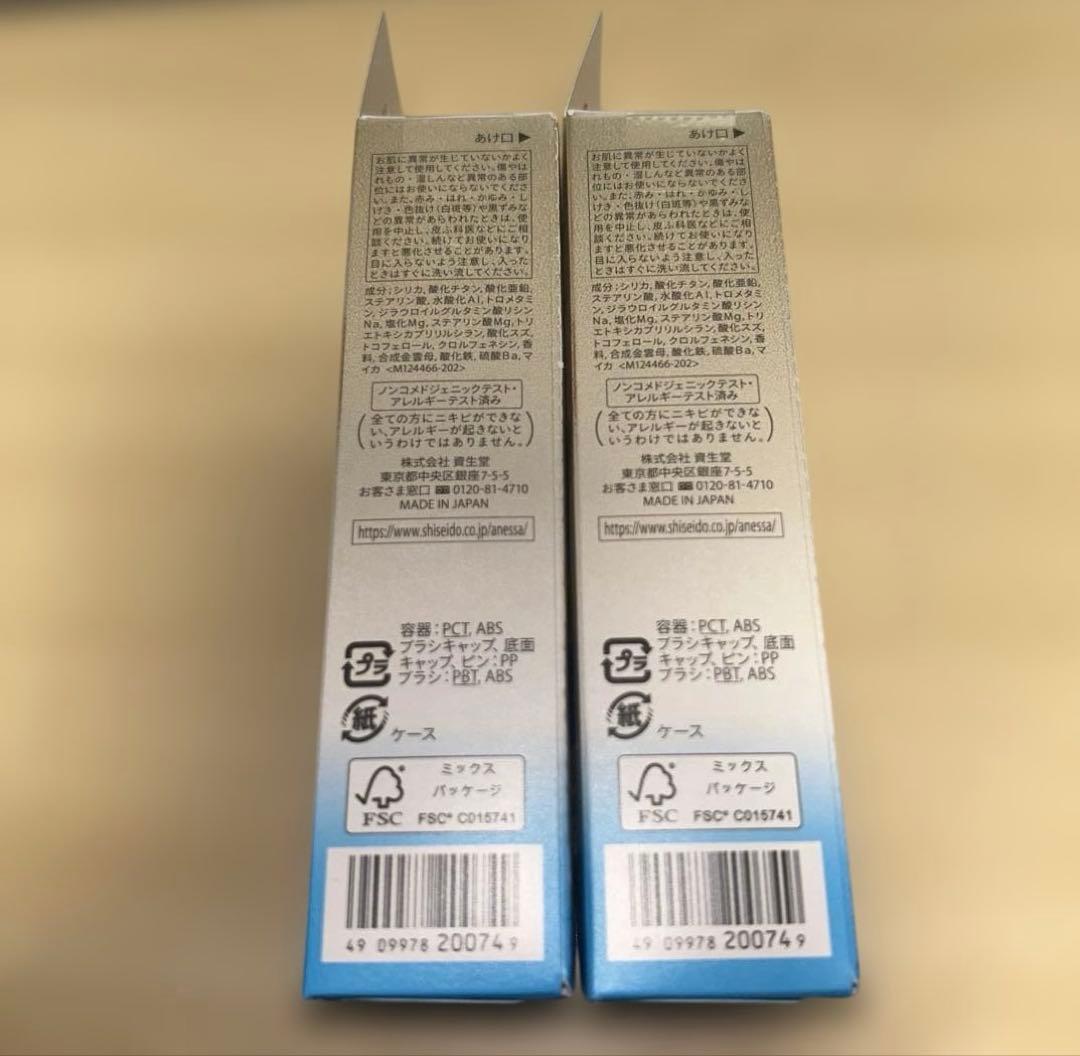 あけ口▶
お肌に異常が生じていないかよく
注意して使用してください。傷やは
れもの・湿しんなど異常のある部
位にはお使いにならないでくださ
い。また、赤み・はれ・かゆみ・し
げき・色抜け(白斑等)や黒ずみな
どの異常があらわれたときは、使
用を中止し、皮ふ科医などにご相
談ください。続けてお使いになり
ますと悪化させることがあります。
目に入らないよう注意し、入った
ときはすぐに洗い流してください。
成分:シリカ,酸化チタン,酸化亜鉛,
ステアリン酸,水酸化Al,トロメタミ
ン,ジラウロイルグルタミン酸リシン
Na,塩化Mg,ステアリン酸Mg,トリ
エトキシカプリリルシラン,酸化スズ,
トコフェロール,クロルフェネシン,香
料,合成金雲母,酸化鉄,硫酸Ba,マ
イカ <M124466-202>
ノンコメドジェニックテスト・
アレルギーテスト済み
(全ての方にニキビができな
い、アレルギーが起きないと
いうわけではありません。)
株式会社 資生堂
東京都中央区銀座7-5-5
お客さま窓口 0120-81-4710
MADE IN JAPAN
https://www.shiseido.co.jp/anessa/
プラ
容器:PCT, ABS
ブラシキャップ、底面
キャップ、ピン:PP
ブラシ:PBT, ABS
紙
ケース
ミックス
パッケージ
FSC
FSC® C015741
49 09978 20074 9
あけ口▶
お肌に異常が生じていないかよく
注意して使用してください。傷やは
れもの・湿しんなど異常のある部
位にはお使いにならないでくださ
い。また、赤み・はれ・かゆみ・し
げき・色抜け(白斑等)や黒ずみな
どの異常があらわれたときは、使
用を中止し、皮ふ科医などにご相
談ください。続けてお使いになり
ますと悪化させることがあります。
目に入らないよう注意し、入った
ときはすぐに洗い流してください。
成分:シリカ,酸化チタン,酸化亜鉛,
ステアリン酸,水酸化Al,トロメタミ
ン,ジラウロイルグルタミン酸リシン
Na,塩化Mg,ステアリン酸Mg,トリ
エトキシカプリリルシラン,酸化スズ,
トコフェロール,クロルフェネシン,香
料,合成金雲母,酸化鉄,硫酸Ba,マ
イカ <M124466-202>
ノンコメドジェニックテスト・
アレルギーテスト済み
(全ての方にニキビができな
い、アレルギーが起きないと
いうわけではありません。)
株式会社 資生堂
東京都中央区銀座7-5-5
お客さま窓口 0120-81-4710
MADE IN JAPAN
https://www.shiseido.co.jp/anessa/
プラ
容器:PCT, ABS
ブラシキャップ、底面
キャップ、ピン:PP
ブラシ:PBT, ABS
紙
ケース
ミックス
パッケージ
FSC
FSC® C015741
49 09978 20074 9